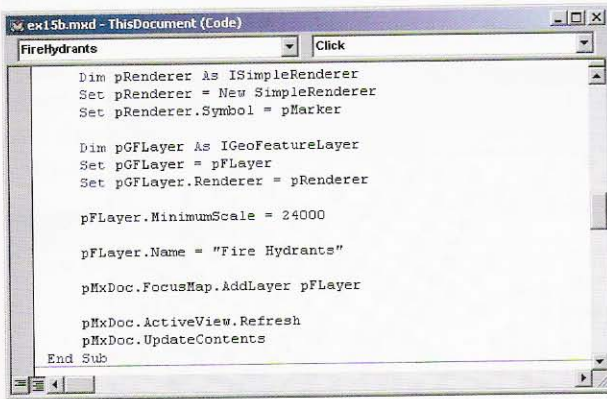 ex15b.mxd - ThisDocument (Code)
FireHydrants Click
Dim pRenderer As ISimpleRenderer
Set pRenderer = New SimpleRenderer
Set pRenderer.Symbol = pMarker
Dim pGFLayer As IGeoFeatureLayer
Set pGFLayer = pFLayer
Set pGFLayer.Renderer = pRenderer
pFLayer.MinimumScale = 24000
pFLayer.Name = "Fire Hydrants"
pMxDoc.FocusMap.AddLayer pFLayer
pMxDoc.ActiveView.Refresh
pMxDoc.UpdateContents
End Sub